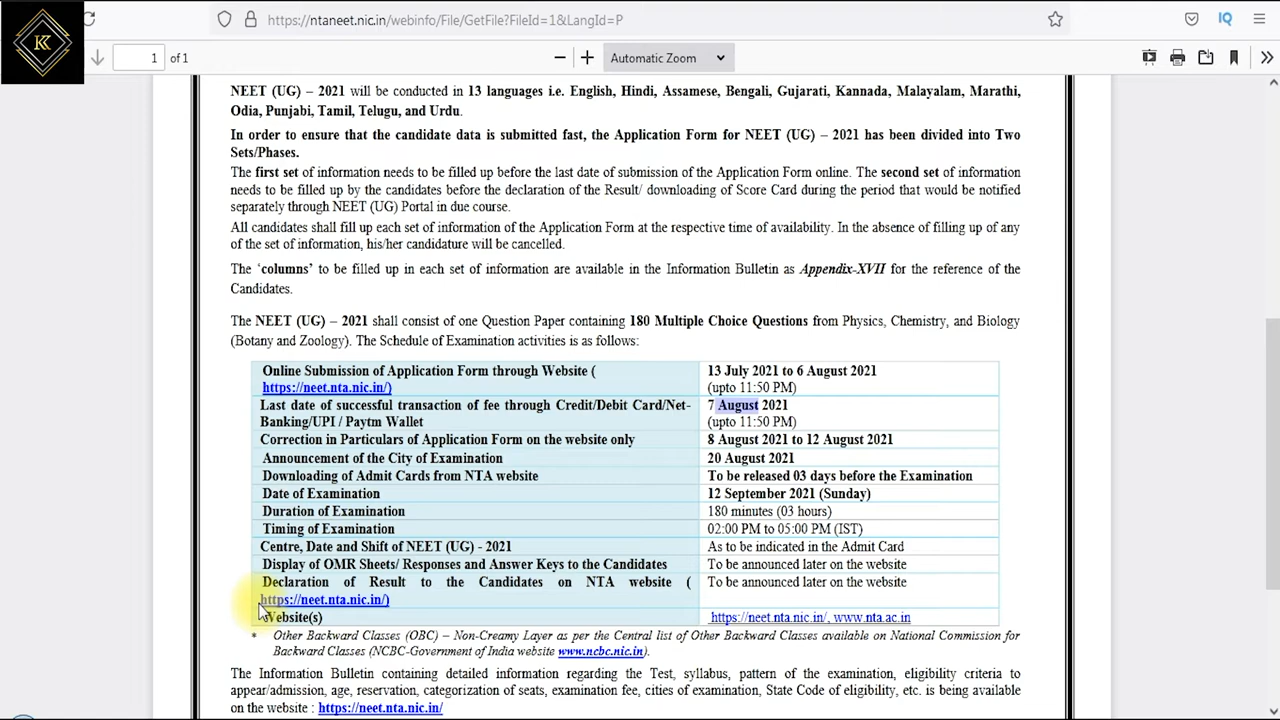 K
https://ntaneet.nic.in/webinfo/File/GetFile?FileId=1&LangId=P
IQ
1 of 1
Automatic Zoom
NEET (UG) – 2021 will be conducted in 13 languages i.e. English, Hindi, Assamese, Bengali, Gujarati, Kannada, Malayalam, Marathi,
Odia, Punjabi, Tamil, Telugu, and Urdu.
In order to ensure that the candidate data is submitted fast, the Application Form for NEET (UG) – 2021 has been divided into Two
Sets/Phases.
The first set of information needs to be filled up before the last date of submission of the Application Form online. The second set of information
needs to be filled up by the candidates before the declaration of the Result/ downloading of Score Card during the period that would be notified
separately through NEET (UG) Portal in due course.
All candidates shall fill up each set of information of the Application Form at the respective time of availability. In the absence of filling up of any
of the set of information, his/her candidature will be cancelled.
The ‘columns’ to be filled up in each set of information are available in the Information Bulletin as Appendix-XVII for the reference of the
Candidates.
The NEET (UG) – 2021 shall consist of one Question Paper containing 180 Multiple Choice Questions from Physics, Chemistry, and Biology
(Botany and Zoology). The Schedule of Examination activities is as follows:
Online Submission of Application Form through Website ( 13 July 2021 to 6 August 2021
https://neet.nta.nic.in/) (upto 11:50 PM)
Last date of successful transaction of fee through Credit/Debit Card/Net- 7 August 2021
Banking/UPI / Paytm Wallet (upto 11:50 PM)
Correction in Particulars of Application Form on the website only 8 August 2021 to 12 August 2021
Announcement of the City of Examination 20 August 2021
Downloading of Admit Cards from NTA website To be released 03 days before the Examination
Date of Examination 12 September 2021 (Sunday)
Duration of Examination 180 minutes (03 hours)
Timing of Examination 02:00 PM to 05:00 PM (IST)
Centre, Date and Shift of NEET (UG) - 2021 As to be indicated in the Admit Card
Display of OMR Sheets/ Responses and Answer Keys to the Candidates To be announced later on the website
Declaration of Result to the Candidates on NTA website ( To be announced later on the website
https://neet.nta.nic.in/)
Website(s) https://neet.nta.nic.in/, www.nta.ac.in
* Other Backward Classes (OBC) – Non-Creamy Layer as per the Central list of Other Backward Classes available on National Commission for
Backward Classes (NCBC-Government of India website www.ncbc.nic.in).
The Information Bulletin containing detailed information regarding the Test, syllabus, pattern of the examination, eligibility criteria to
appear/admission, age, reservation, categorization of seats, examination fee, cities of examination, State Code of eligibility, etc. is being available
on the website : https://neet.nta.nic.in/